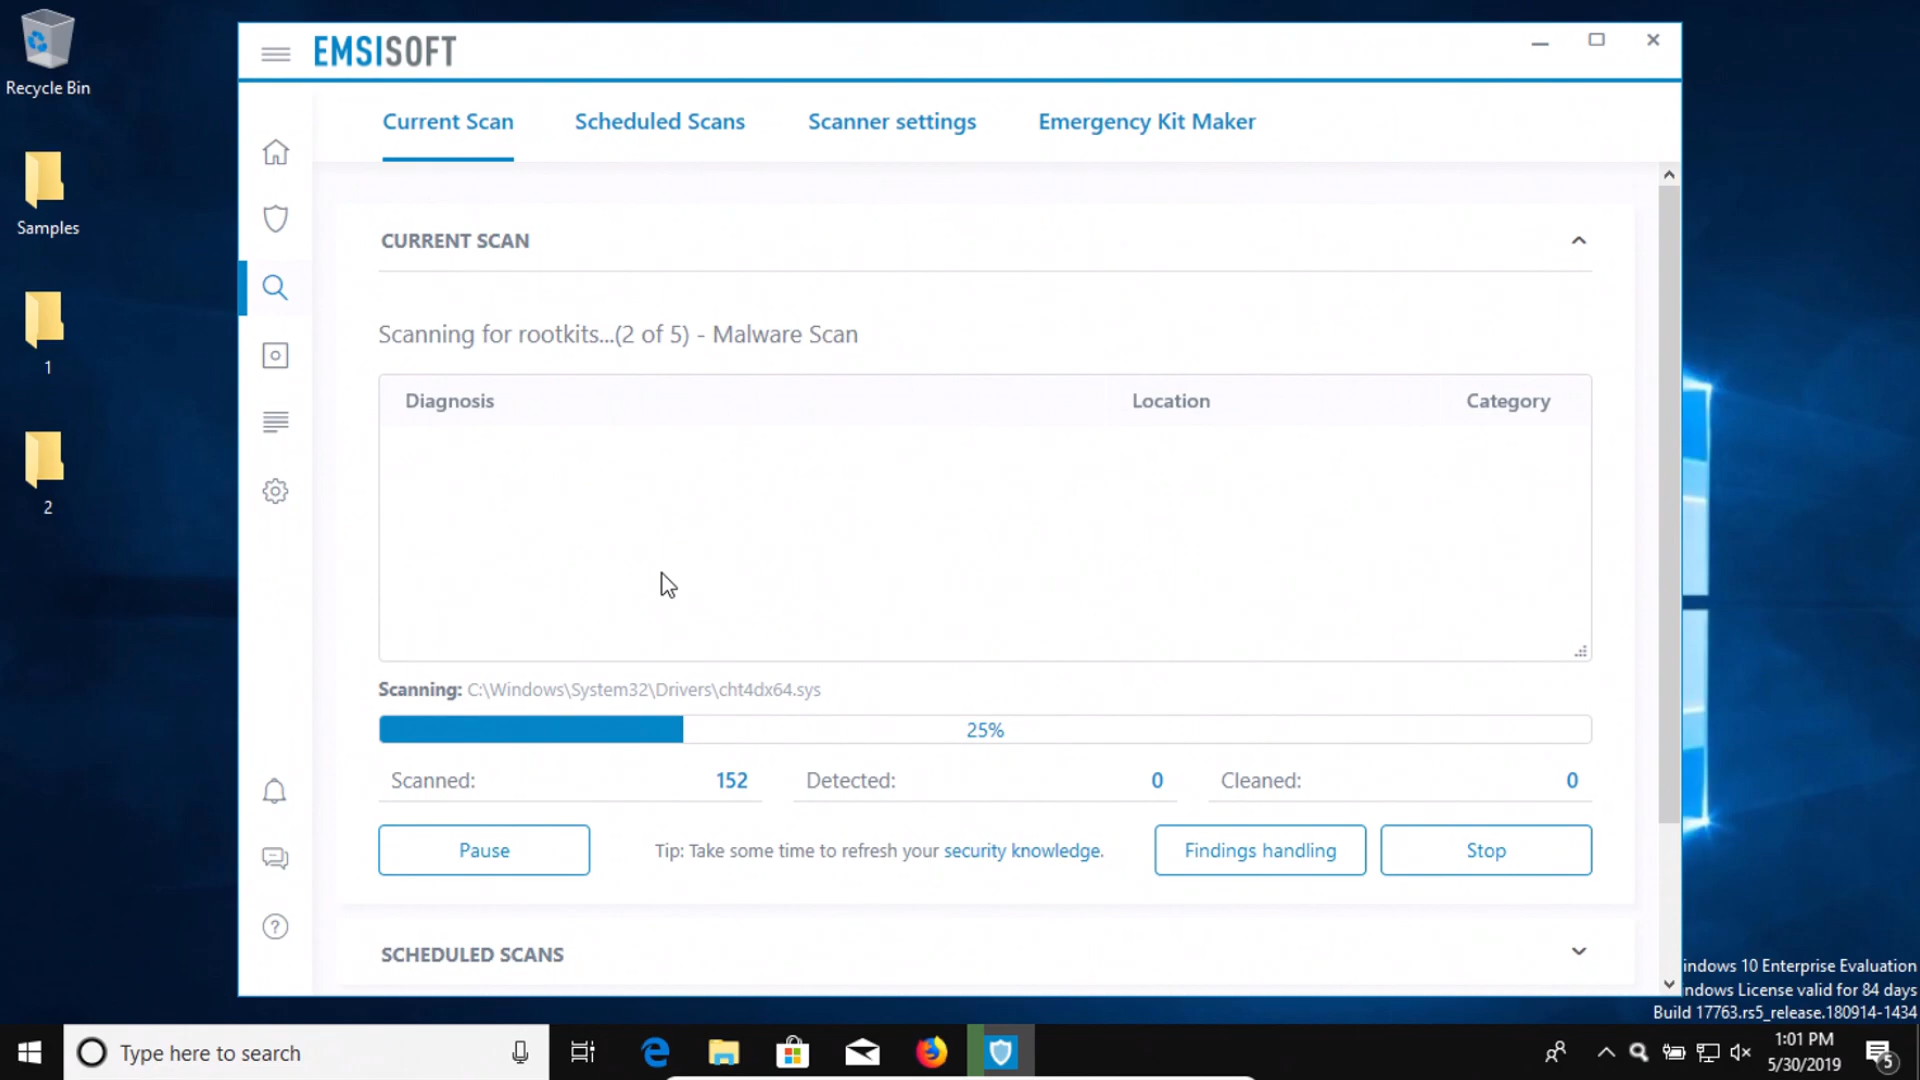 Recycle Bin
Samples
1
2
EMSISOFT
Current Scan
Scheduled Scans
Scanner settings
Emergency Kit Maker
CURRENT SCAN
Scanning for rootkits...(2 of 5) - Malware Scan
Diagnosis
Location
Category
Scanning: C:\Windows\System32\Drivers\cht4dx64.sys
25%
Scanned: 152
Detected: 0
Cleaned: 0
Pause
Tip: Take some time to refresh your security knowledge.
Findings handling
Stop
SCHEDULED SCANS
indows 10 Enterprise Evaluation
ndows License valid for 84 days
Build 17763.rs5_release.180914-1434
Type here to search
1:01 PM
5/30/2019
5